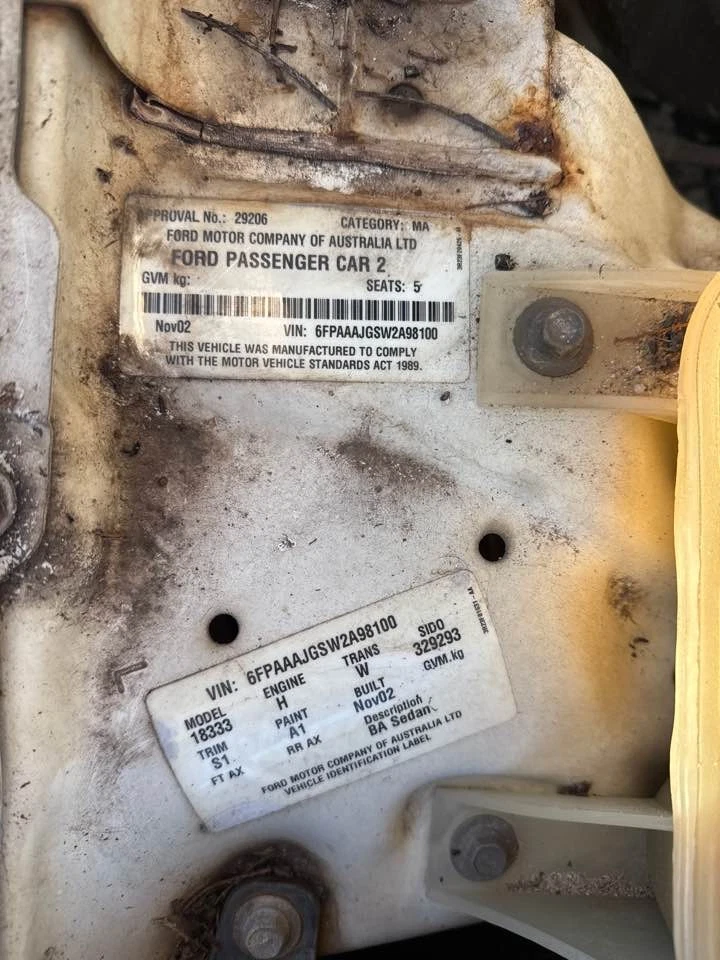 APPROVAL No.: 29206 CATEGORY: MA
FORD MOTOR COMPANY OF AUSTRALIA LTD
FORD PASSENGER CAR 2
GVM kg: SEATS: 5
Nov02 VIN: 6FPAAAJGSW2A98100
THIS VEHICLE WAS MANUFACTURED TO COMPLY
WITH THE MOTOR VEHICLE STANDARDS ACT 1989.
VIN: 6FPAAAJGSW2A98100
MODEL ENGINE TRANS SIDO
18333 H W 329293
TRIM PAINT BUILT GVM.kg
S1 A1 Nov02
FT AX RR AX Description
BA Sedan
FORD MOTOR COMPANY OF AUSTRALIA LTD
VEHICLE IDENTIFICATION LABEL